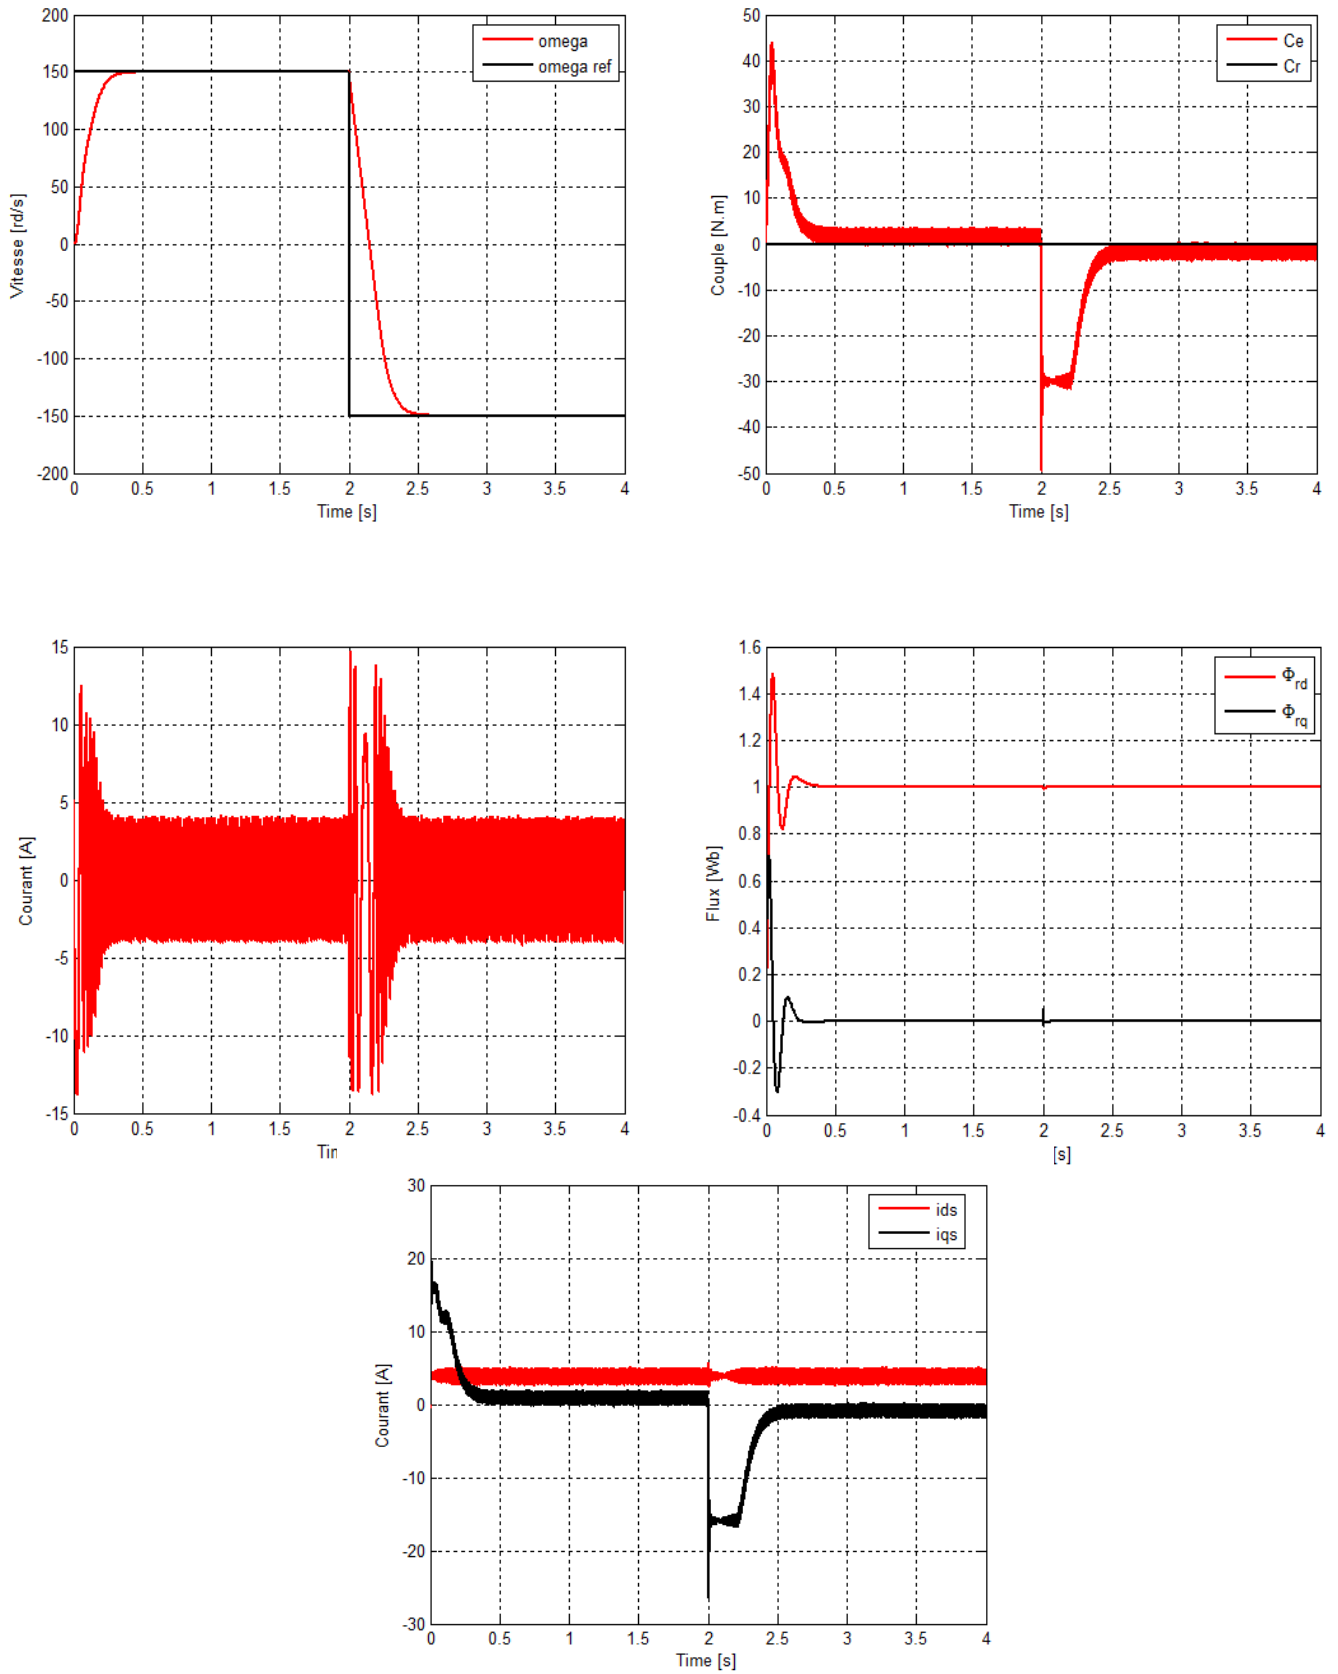 200
150
100
50
0
-50
-100
-150
-200
Vitesse [rd/s]
omega
omega ref
0 0.5 1 1.5 2 2.5 3 3.5 4
Time [s]
50
40
30
20
10
0
-10
-20
-30
-40
-50
Couple [N.m]
Ce
Cr
0 0.5 1 1.5 2 2.5 3 3.5 4
Time [s]
15
10
5
0
-5
-10
-15
Courant [A]
0 0.5 1 1.5 2 2.5 3 3.5 4
Tin
1.6
1.4
1.2
1
0.8
0.6
0.4
0.2
0
-0.2
-0.4
Flux [Wb]
Φrd
Φrq
0 0.5 1 1.5 2 2.5 3 3.5 4
[s]
30
20
10
0
-10
-20
-30
Courant [A]
ids
iqs
0 0.5 1 1.5 2 2.5 3 3.5 4
Time [s]